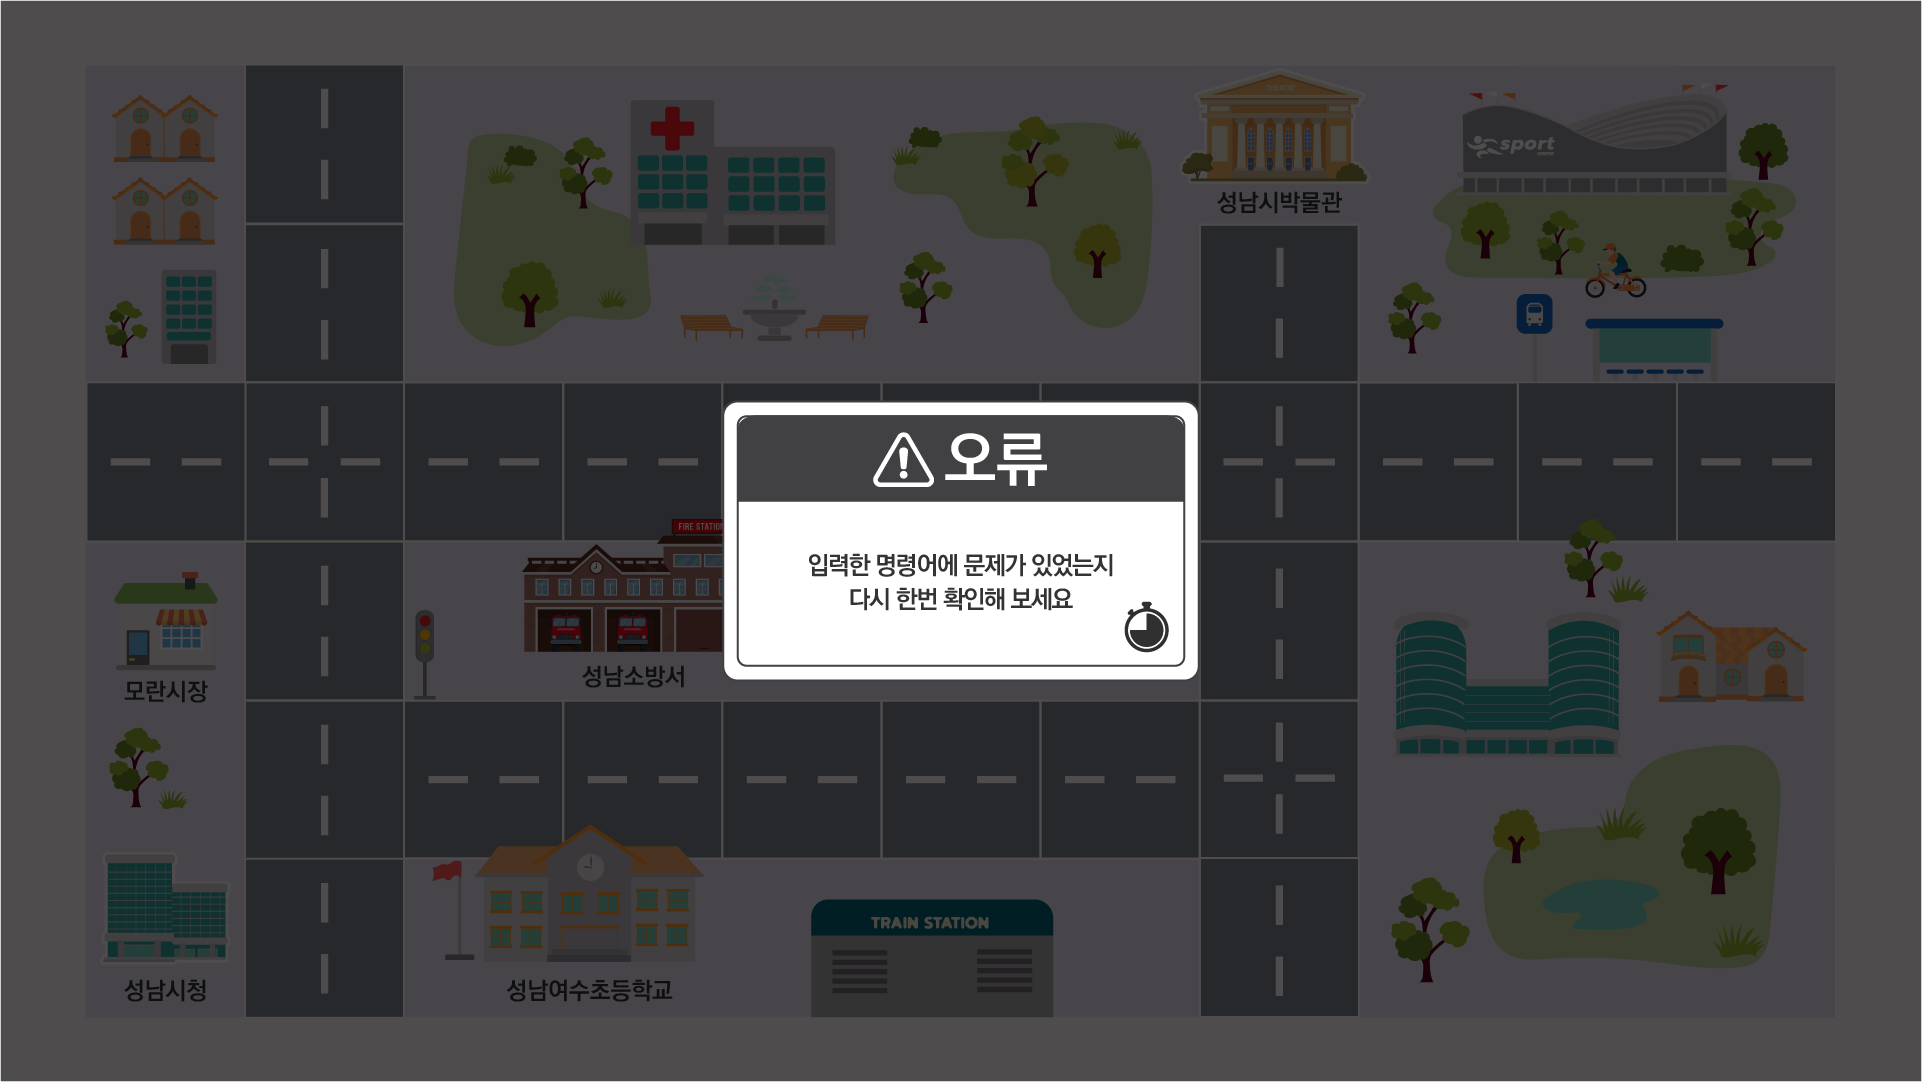 THEATRE
sport
성남시박물관
오류
입력한 명령어에 문제가 있었는지
다시 한번 확인해 보세요
FIRE STATION
성남소방서
모란시장
TRAIN STATION
성남시청
성남여수초등학교